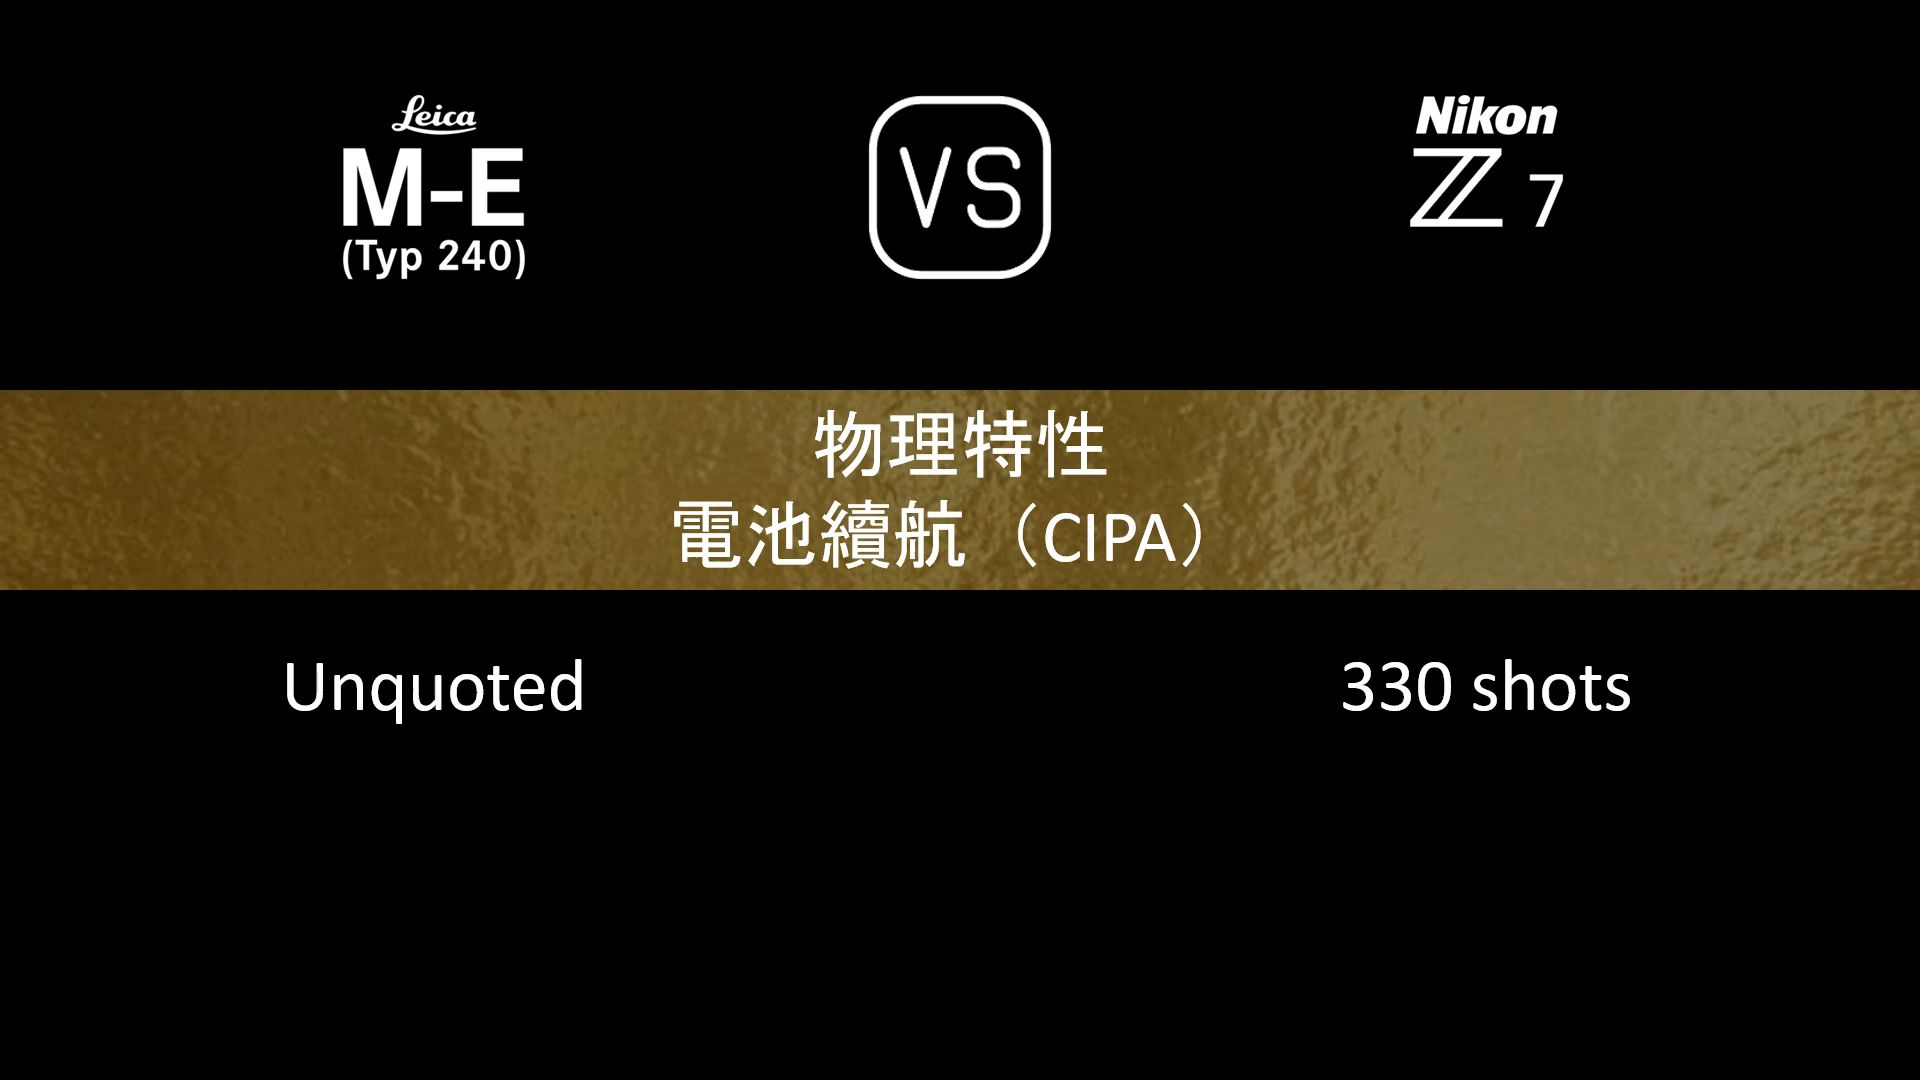 Leica
M-E
(Typ 240)
VS
Nikon
Z 7
物理特性
電池續航（CIPA）
Unquoted
330 shots